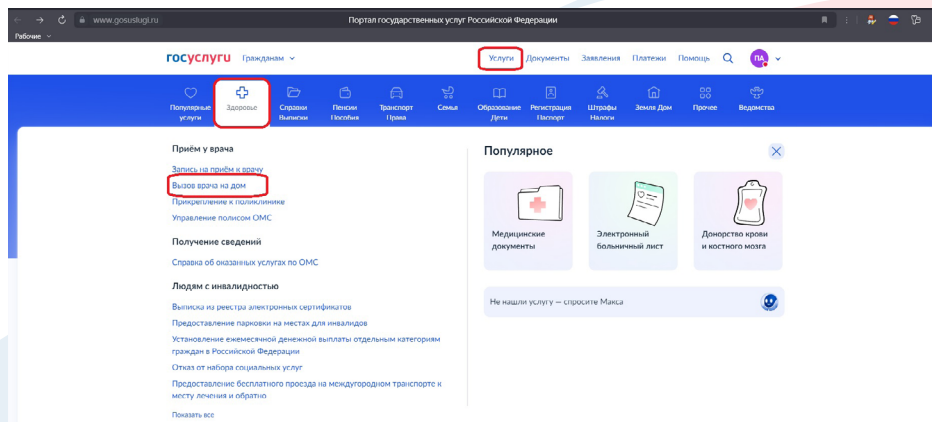 www.gosuslugi.ru
Портал государственных услуг Российской Федерации
Рабочие
госуслуги Гражданам Услуги Документы Заявления Платежи Помощь ПА
Популярные услуги
Здоровье
Справки Выписки
Пенсии Пособия
Транспорт Права
Семья
Образование Дети
Регистрация Паспорт
Штрафы Налоги
Земля Дом
Прочее
Ведомства
Приём у врача
Запись на приём к врачу
Вызов врача на дом
Прикрепление к поликлинике
Управление полисом ОМС
Получение сведений
Справка об оказанных услугах по ОМС
Людям с инвалидностью
Выписка из реестра электронных сертификатов
Предоставление парковки на местах для инвалидов
Установление ежемесячной денежной выплаты отдельным категориям
граждан в Российской Федерации
Отказ от набора социальных услуг
Предоставление бесплатного проезда на междугородном транспорте к
месту лечения и обратно
Показать все
Популярное
Медицинские
документы
Электронный
больничный лист
Донорство крови
и костного мозга
Не нашли услугу — спросите Макса